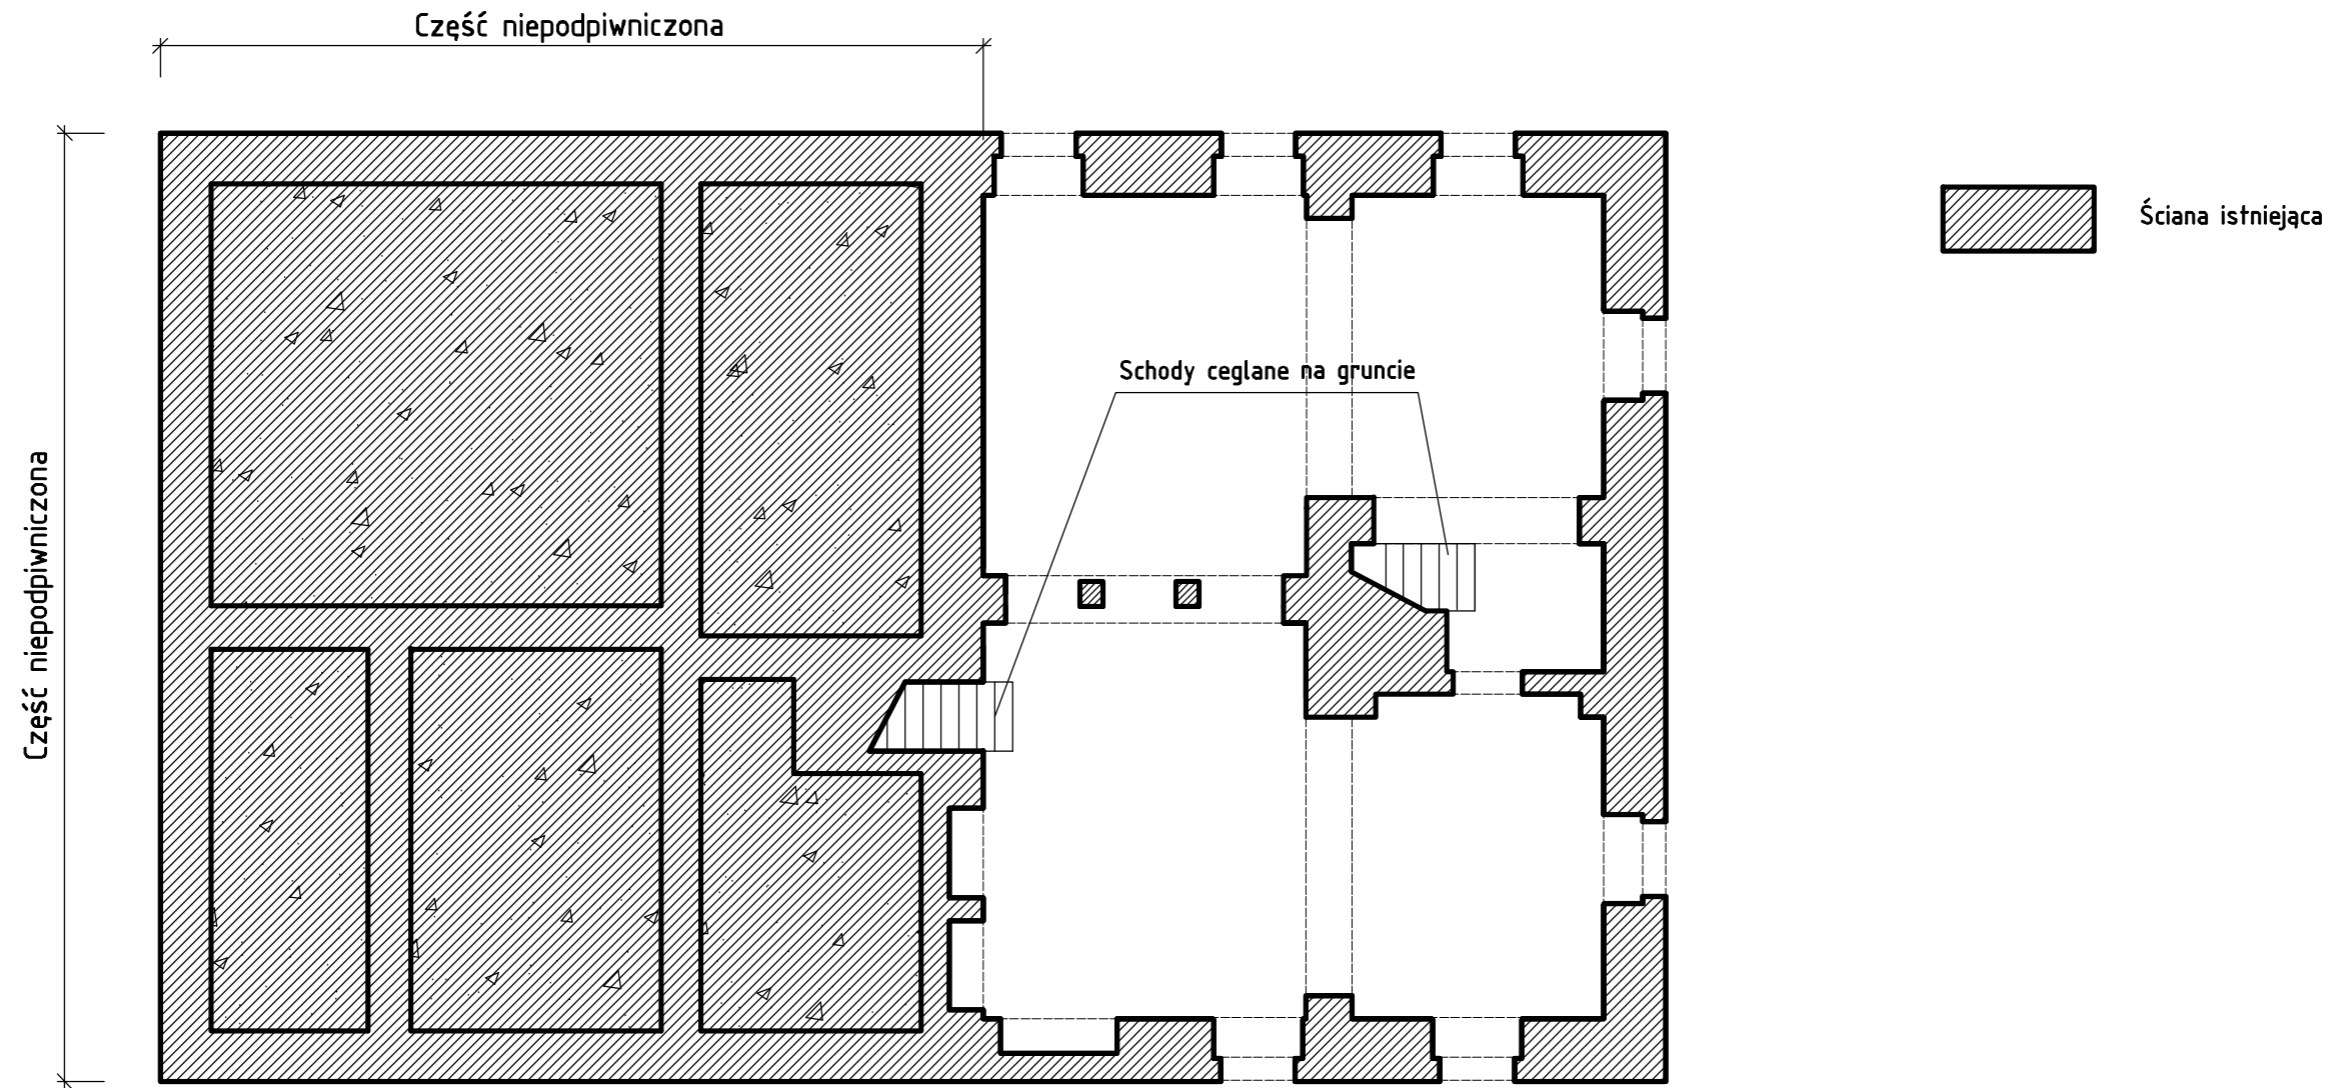 Część niepodpiwniczona
Ściana istniejąca
Schody ceglane na gruncie
Część niepodpiwniczona